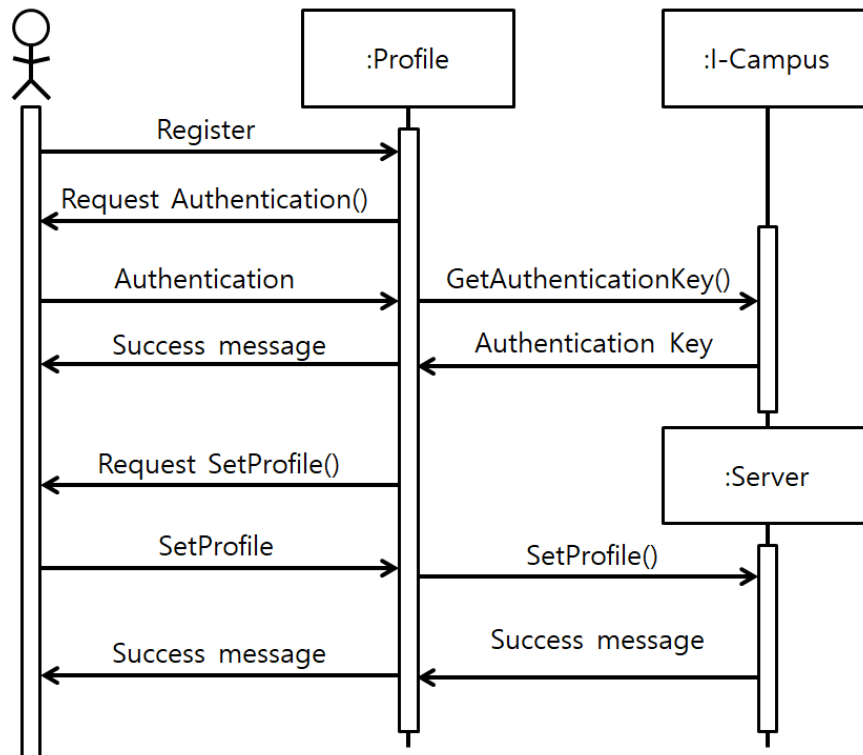 :Profile
:I-Campus
Register
Request Authentication()
Authentication
GetAuthenticationKey()
Success message
Authentication Key
Request SetProfile()
:Server
SetProfile
SetProfile()
Success message
Success message